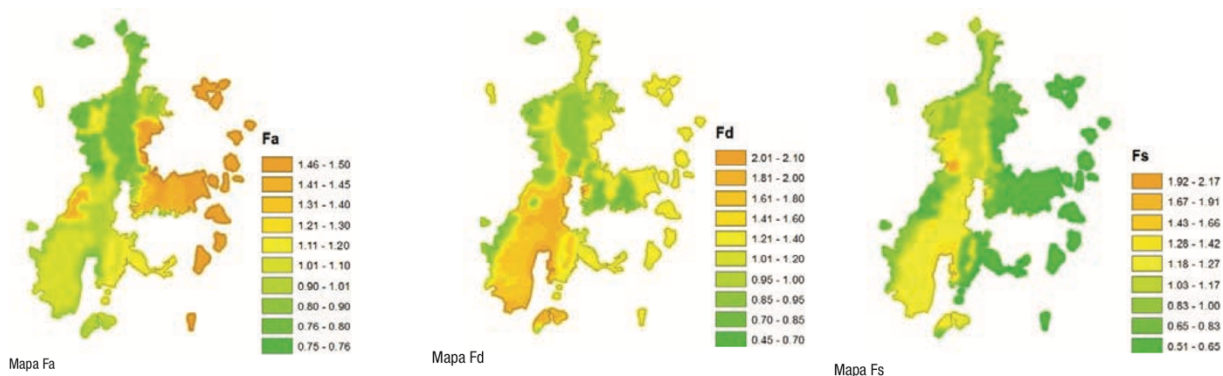 Fa
1.46 - 1.50
1.41 - 1.45
1.31 - 1.40
1.21 - 1.30
1.11 - 1.20
1.01 - 1.10
0.90 - 1.01
0.80 - 0.90
0.76 - 0.80
0.75 - 0.76
Mapa Fa
Fd
2.01 - 2.10
1.81 - 2.00
1.61 - 1.80
1.41 - 1.60
1.21 - 1.40
1.01 - 1.20
0.95 - 1.00
0.85 - 0.95
0.70 - 0.85
0.45 - 0.70
Mapa Fd
Fs
1.92 - 2.17
1.67 - 1.91
1.43 - 1.66
1.28 - 1.42
1.18 - 1.27
1.03 - 1.17
0.83 - 1.00
0.65 - 0.83
0.51 - 0.65
Mapa Fs